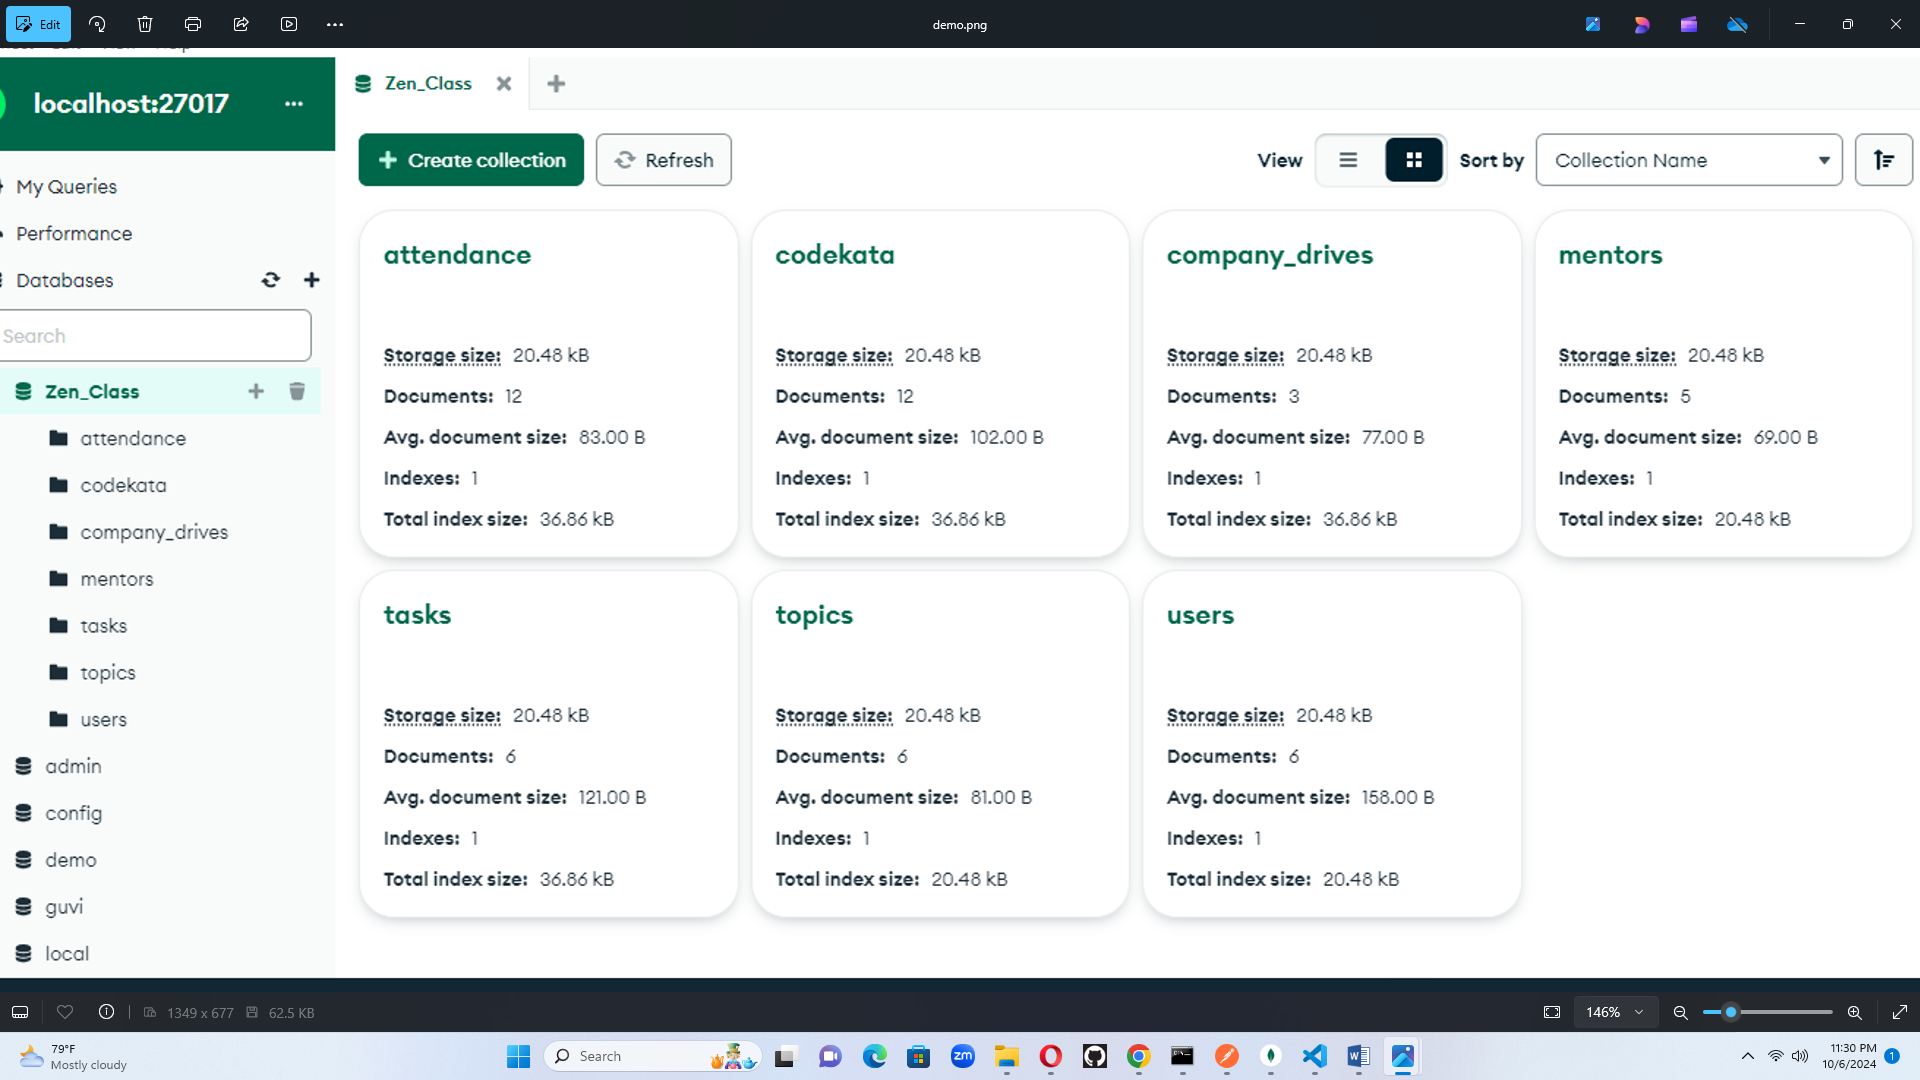 Edit
demo.png
localhost:27017
Zen_Class
Create collection
Refresh
View
Sort by
Collection Name
My Queries
Performance
Databases
Search
Zen_Class
attendance
codekata
company_drives
mentors
tasks
topics
users
admin
config
demo
guvi
local
attendance
Storage size: 20.48 kB
Documents: 12
Avg. document size: 83.00 B
Indexes: 1
Total index size: 36.86 kB
codekata
Storage size: 20.48 kB
Documents: 12
Avg. document size: 102.00 B
Indexes: 1
Total index size: 36.86 kB
company_drives
Storage size: 20.48 kB
Documents: 3
Avg. document size: 77.00 B
Indexes: 1
Total index size: 36.86 kB
mentors
Storage size: 20.48 kB
Documents: 5
Avg. document size: 69.00 B
Indexes: 1
Total index size: 20.48 kB
tasks
Storage size: 20.48 kB
Documents: 6
Avg. document size: 121.00 B
Indexes: 1
Total index size: 36.86 kB
topics
Storage size: 20.48 kB
Documents: 6
Avg. document size: 81.00 B
Indexes: 1
Total index size: 20.48 kB
users
Storage size: 20.48 kB
Documents: 6
Avg. document size: 158.00 B
Indexes: 1
Total index size: 20.48 kB
1349 x 677
62.5 KB
146%
79°F
Mostly cloudy
Search
zm
11:30 PM
10/6/2024
1